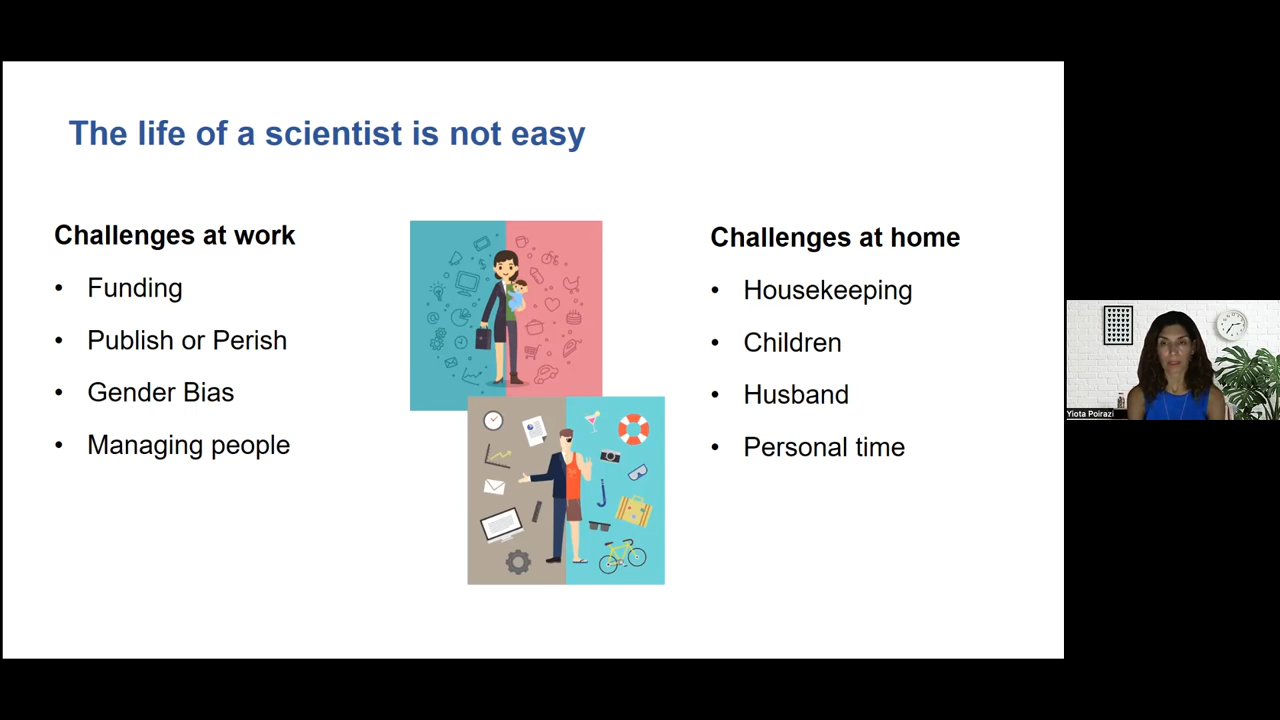 The life of a scientist is not easy
Challenges at work
• Funding
• Publish or Perish
• Gender Bias
• Managing people
Challenges at home
• Housekeeping
• Children
• Husband
• Personal time
Yiota Poirazi